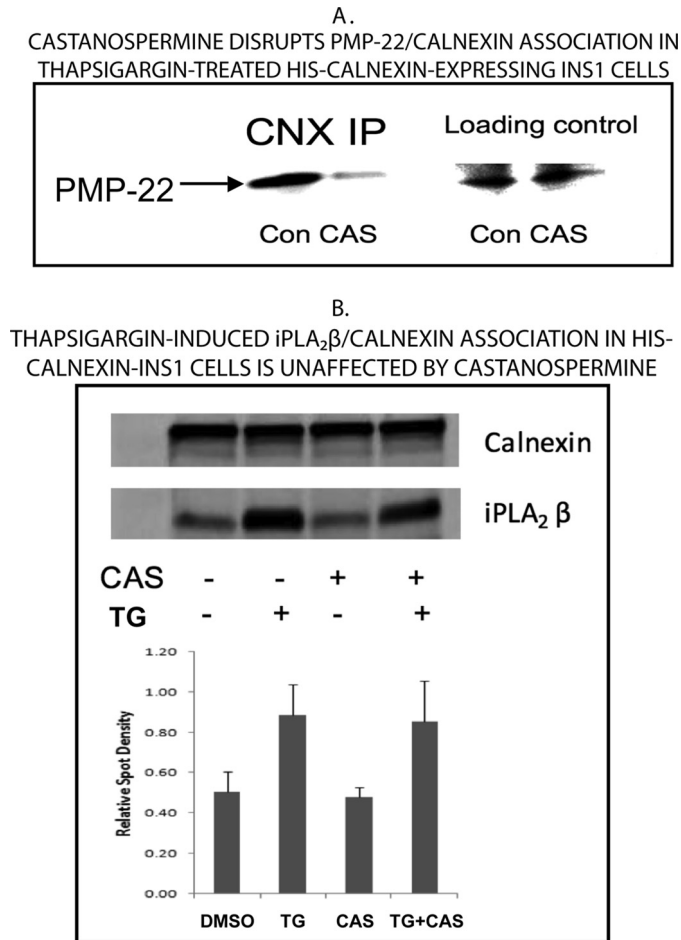 A.
CASTANOSPERMINE DISRUPTS PMP-22/CALNEXIN ASSOCIATION IN
THAPSIGARGIN-TREATED HIS-CALNEXIN-EXPRESSING INS1 CELLS
CNX IP
Loading control
PMP-22
Con CAS
Con CAS
B.
THAPSIGARGIN-INDUCED iPLA₂β/CALNEXIN ASSOCIATION IN HIS-
CALNEXIN-INS1 CELLS IS UNAFFECTED BY CASTANOSPERMINE
Calnexin
iPLA₂ β
CAS - - + +
TG - + - +
Relative Spot Density
1.20
1.00
0.80
0.60
0.40
0.20
0.00
DMSO TG CAS TG+CAS